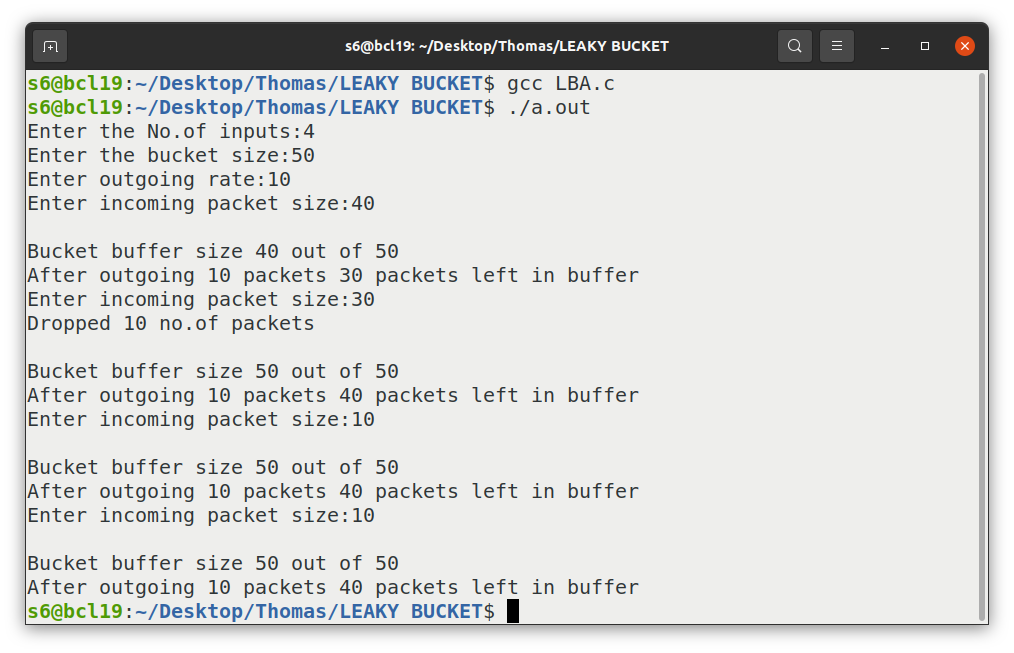 s6@bcl19: ~/Desktop/Thomas/LEAKY BUCKET
s6@bcl19:~/Desktop/Thomas/LEAKY BUCKET$ gcc LBA.c
s6@bcl19:~/Desktop/Thomas/LEAKY BUCKET$ ./a.out
Enter the No.of inputs:4
Enter the bucket size:50
Enter outgoing rate:10
Enter incoming packet size:40
Bucket buffer size 40 out of 50
After outgoing 10 packets 30 packets left in buffer
Enter incoming packet size:30
Dropped 10 no.of packets
Bucket buffer size 50 out of 50
After outgoing 10 packets 40 packets left in buffer
Enter incoming packet size:10
Bucket buffer size 50 out of 50
After outgoing 10 packets 40 packets left in buffer
Enter incoming packet size:10
Bucket buffer size 50 out of 50
After outgoing 10 packets 40 packets left in buffer
s6@bcl19:~/Desktop/Thomas/LEAKY BUCKET$